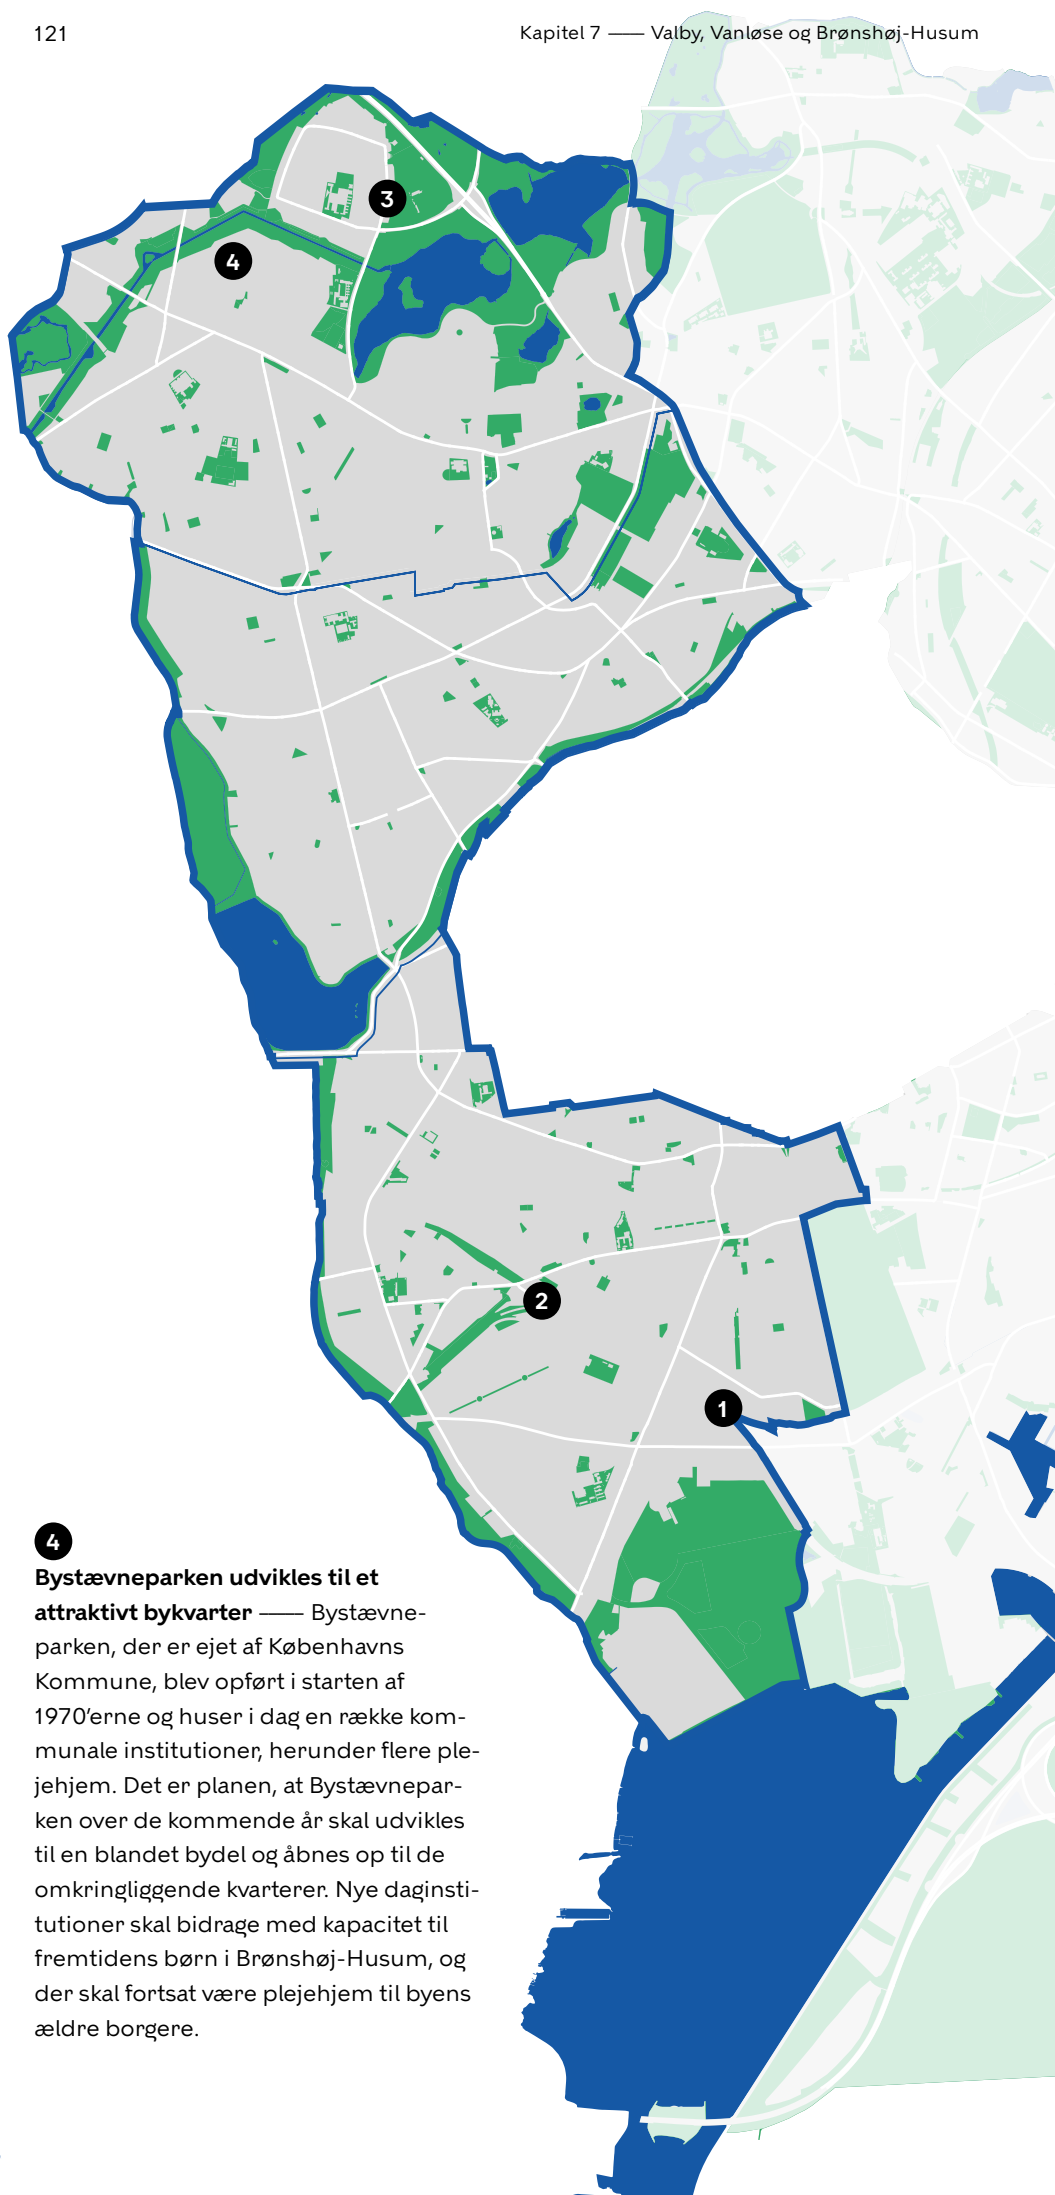 121
Kapitel 7 —— Valby, Vanløse og Brønshøj-Husum
3
4
2
1
4
Bystævneparken udvikles til et
attraktivt bykvarter —— Bystævne-
parken, der er ejet af Københavns
Kommune, blev opført i starten af
1970’erne og huser i dag en række kom-
munale institutioner, herunder flere ple-
jehjem. Det er planen, at Bystævnepar-
ken over de kommende år skal udvikles
til en blandet bydel og åbnes op til de
omkringliggende kvarterer. Nye daginsti-
tutioner skal bidrage med kapacitet til
fremtidens børn i Brønshøj-Husum, og
der skal fortsat være plejehjem til byens
ældre borgere.